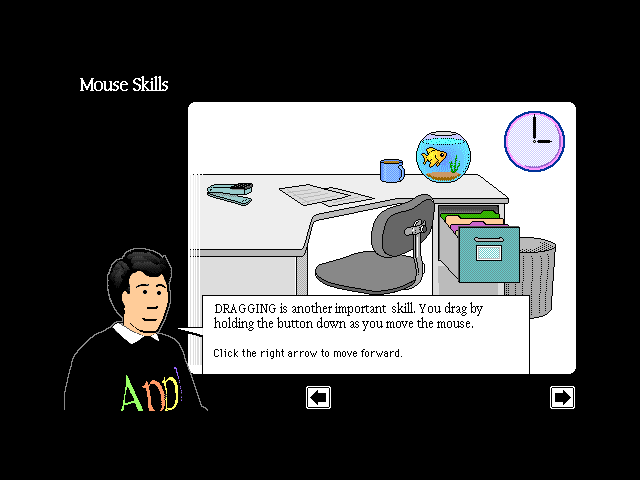 Mouse Skills
DRAGGING is another important skill. You drag by
holding the button down as you move the mouse.
Click the right arrow to move forward.
App